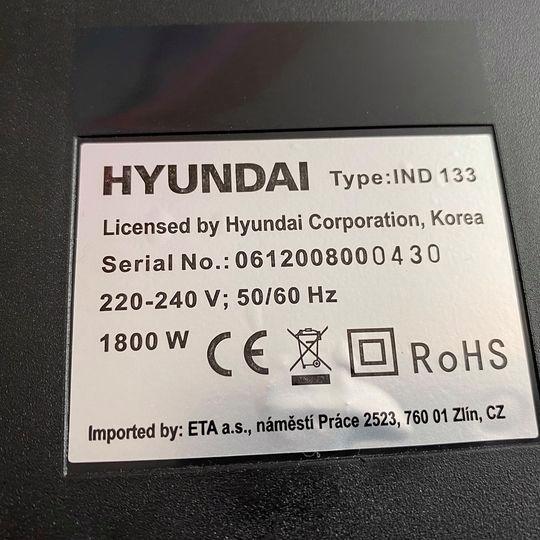 HYUNDAI Type:IND 133
Licensed by Hyundai Corporation, Korea
Serial No.: 0612008000430
220-240 V; 50/60 Hz
1800 W CE RoHS
Imported by: ETA a.s., náměstí Práce 2523, 760 01 Zlín, CZ